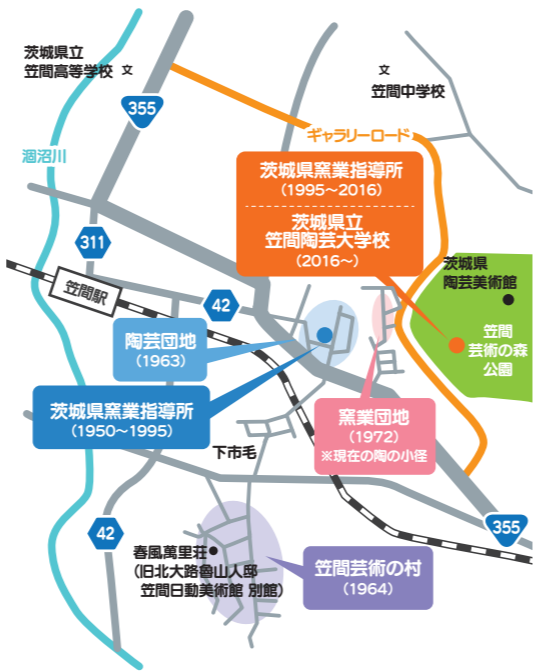 茨城県立
笠間高等学校
文
355
涸沼川
文
笠間中学校
ギャラリーロード
茨城県窯業指導所
(1995〜2016)
茨城県立
笠間陶芸大学校
(2016〜)
311
笠間駅
42
茨城県
陶芸美術館
笠間
芸術の森
公園
陶芸団地
(1963)
茨城県窯業指導所
(1950〜1995)
窯業団地
(1972)
※現在の陶の小径
下市毛
355
42
春風萬里荘
(旧北大路魯山人邸
笠間日動美術館 別館)
笠間芸術の村
(1964)